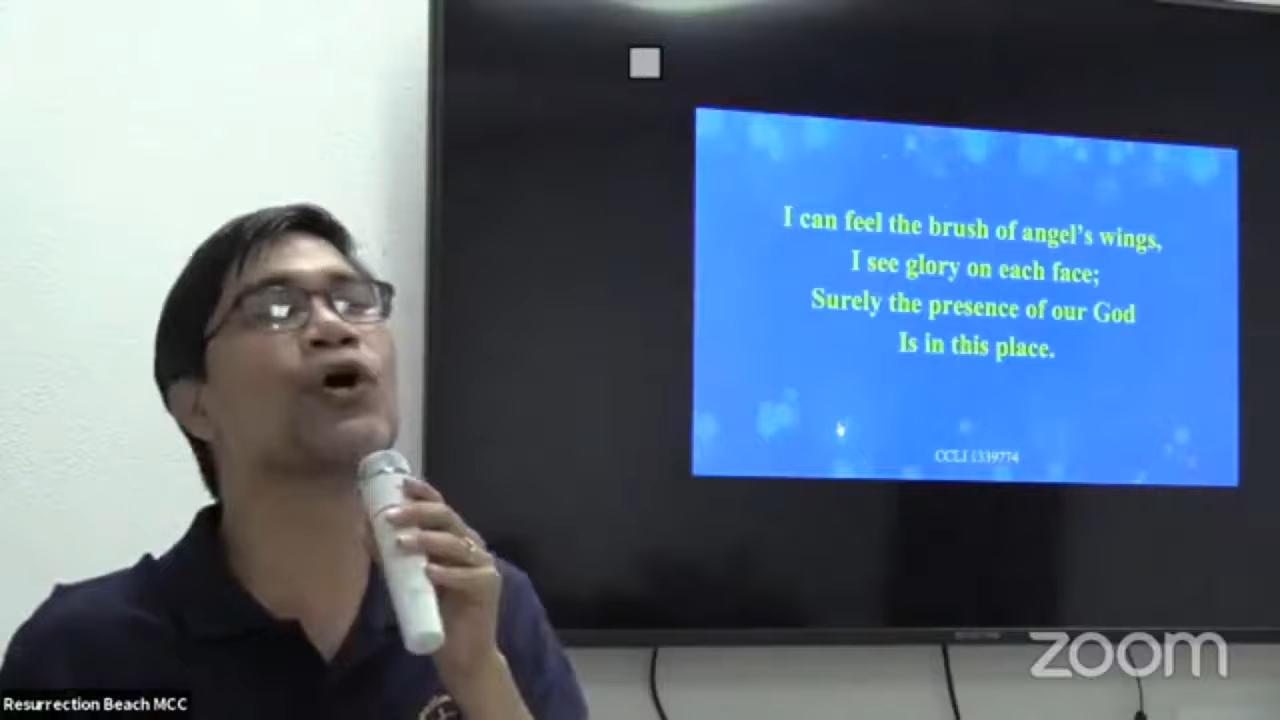 I can feel the brush of angel's wings,
I see glory on each face;
Surely the presence of our God
Is in this place.
CCLI 1339774
zoom
Resurrection Beach MCC